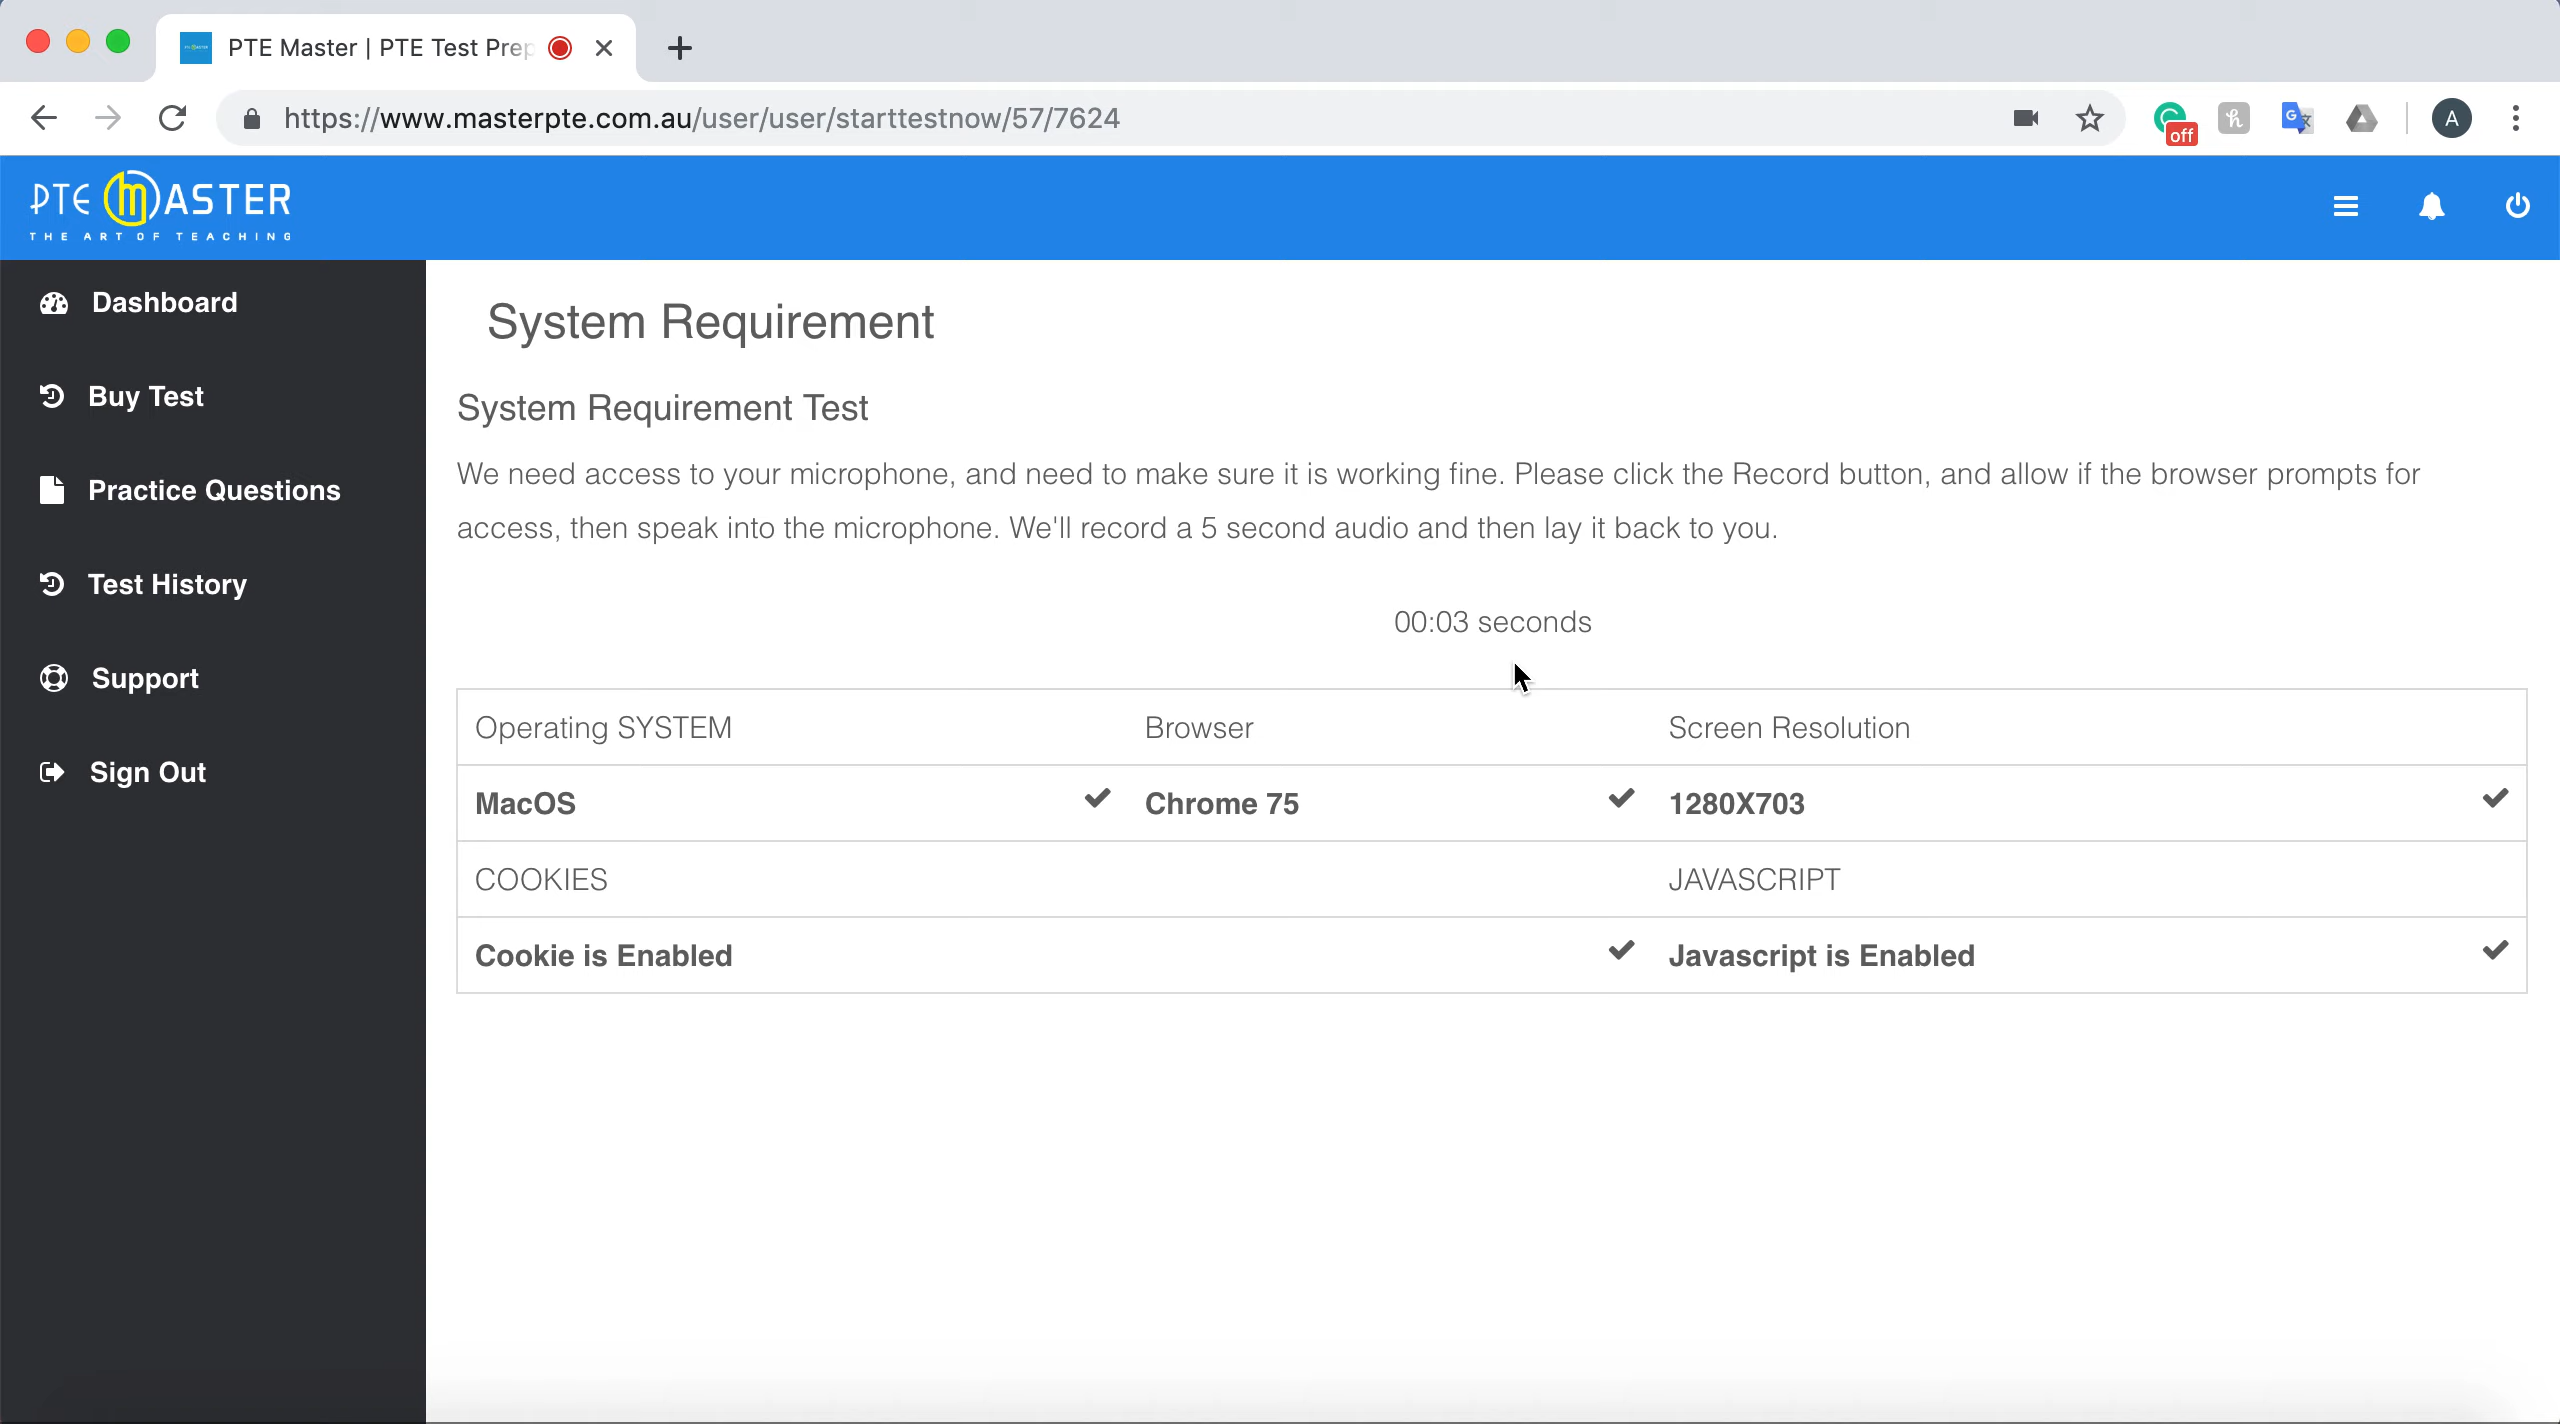 PTE Master | PTE Test Prep
https://www.masterpte.com.au/user/user/starttestnow/57/7624
off
A
PTE MASTER
THE ART OF TEACHING
Dashboard
Buy Test
Practice Questions
Test History
Support
Sign Out
System Requirement
System Requirement Test
We need access to your microphone, and need to make sure it is working fine. Please click the Record button, and allow if the browser prompts for
access, then speak into the microphone. We'll record a 5 second audio and then lay it back to you.
00:03 seconds
Operating SYSTEM Browser Screen Resolution
MacOS Chrome 75 1280X703
COOKIES JAVASCRIPT
Cookie is Enabled Javascript is Enabled